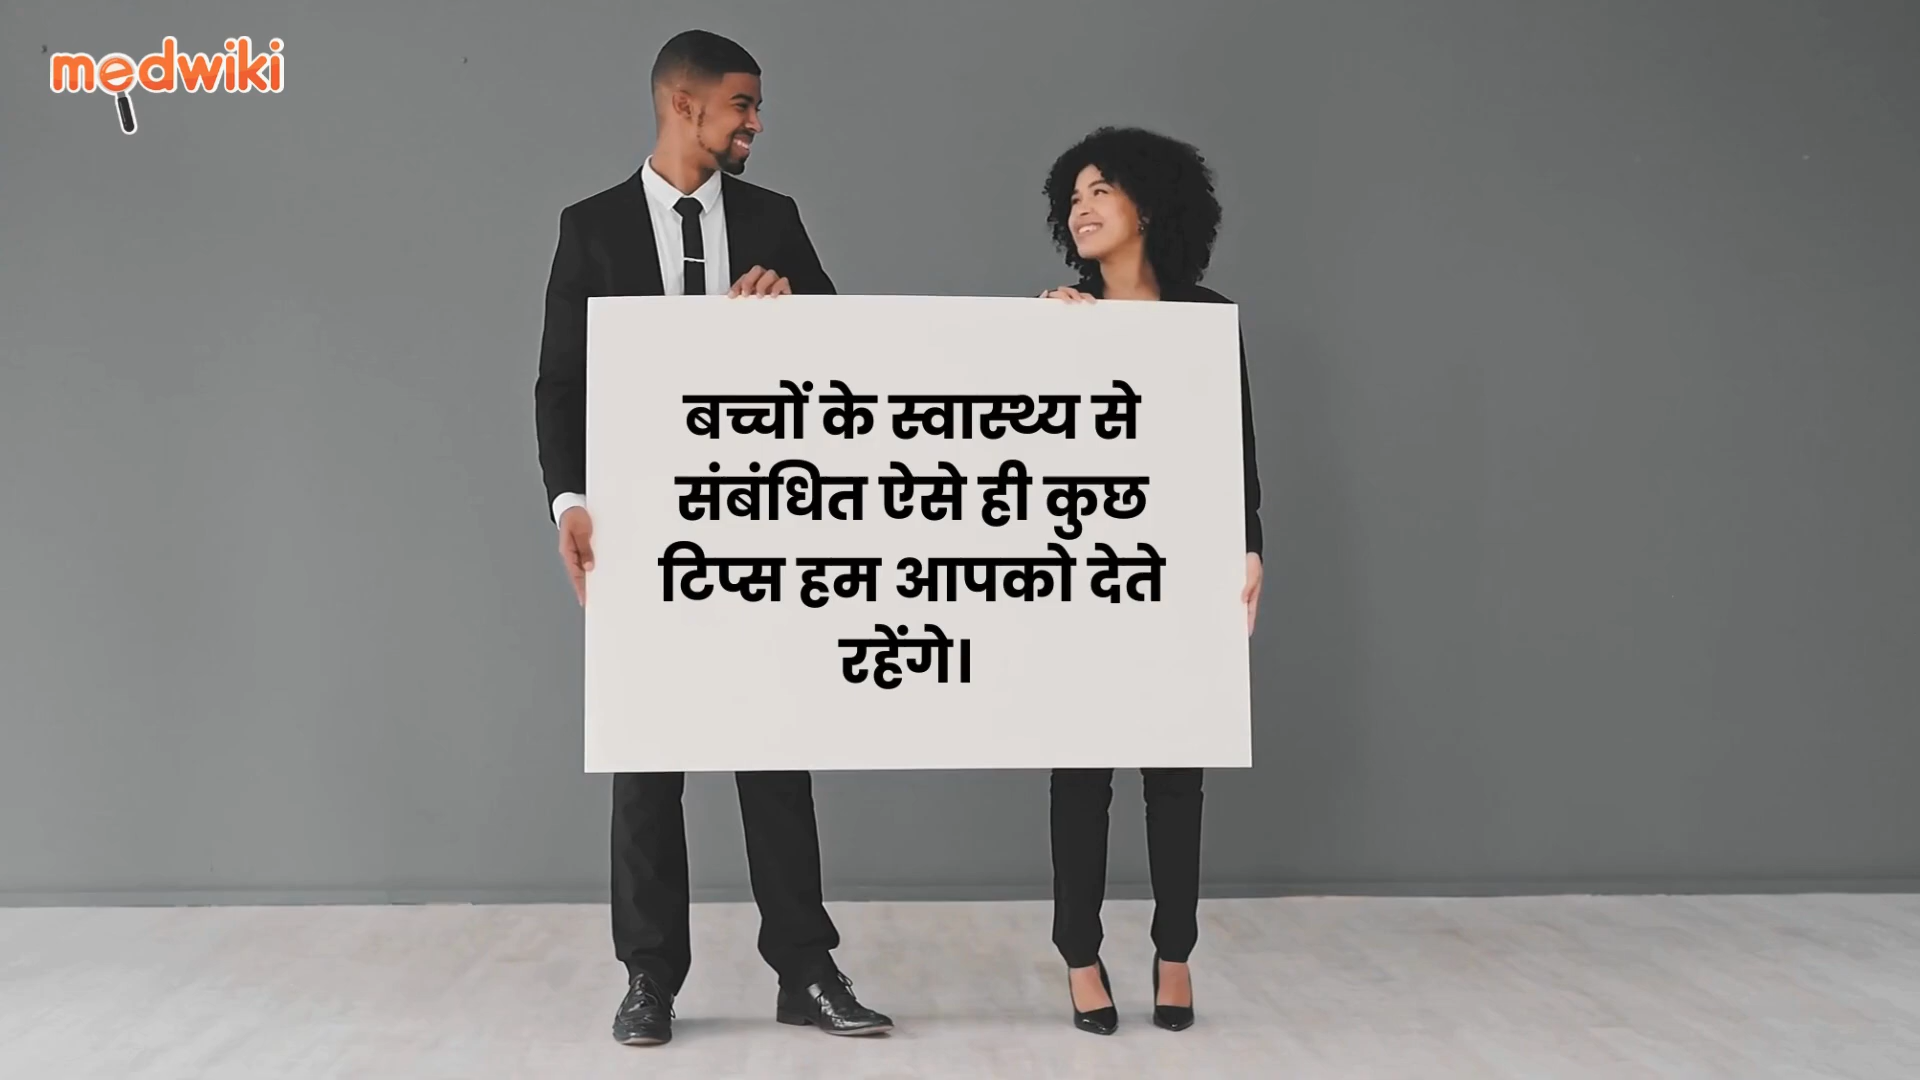 medwiki
बच्चों के स्वास्थ्य से
संबंधित ऐसे ही कुछ
टिप्स हम आपको देते
रहेंगे।